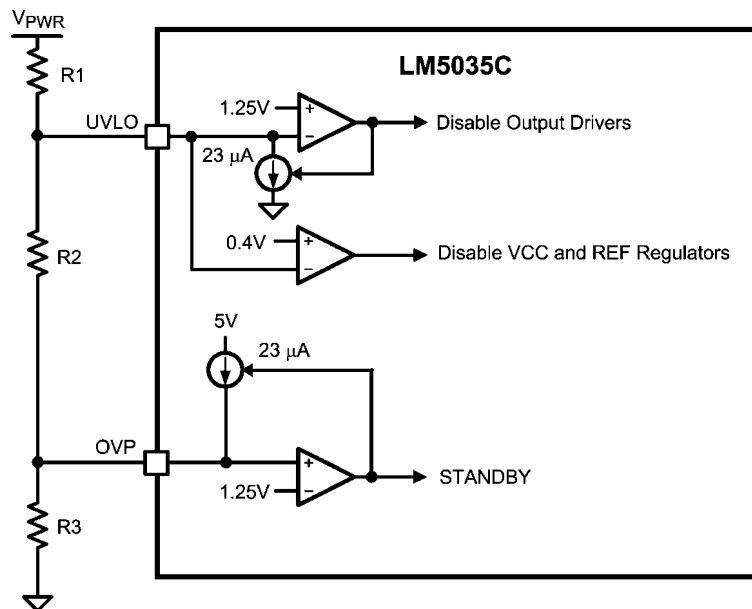 VPWR
LM5035C
R1
1.25V
+
UVLO
Disable Output Drivers
−
23 µA
+
0.4V
Disable VCC and REF Regulators
R2
−
5V
23 µA
OVP
+
STANDBY
1.25V
−
R3